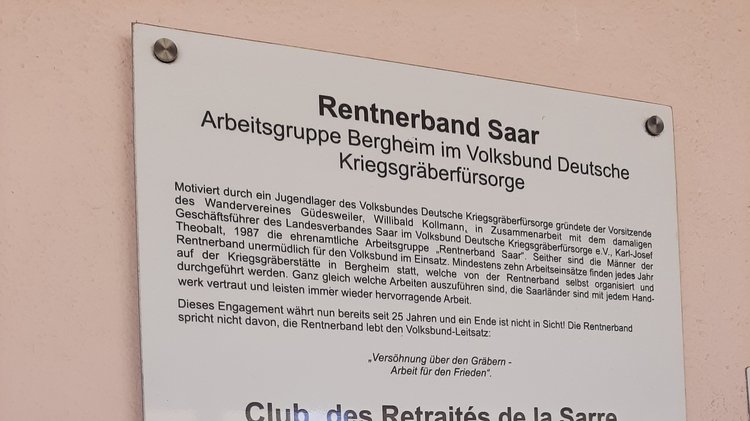 Rentnerband Saar
Arbeitsgruppe Bergheim im Volksbund Deutsche
Kriegsgräberfürsorge
Motiviert durch ein Jugendlager des Volksbundes Deutsche Kriegsgräberfürsorge gründete der Vorsitzende
des Wandervereines Güdesweiler, Willibald Kollmann, in Zusammenarbeit mit dem damaligen
Geschäftsführer des Landesverbandes Saar im Volksbund Deutsche Kriegsgräberfürsorge e.V., Karl-Josef
Theobalt, 1987 die ehrenamtliche Arbeitsgruppe „Rentnerband Saar“. Seither sind die Männer der
Rentnerband unermüdlich für den Volksbund im Einsatz. Mindestens zehn Arbeitseinsätze finden jedes Jahr
auf der Kriegsgräberstätte in Bergheim statt, welche von der Rentnerband selbst organisiert und
durchgeführt werden. Ganz gleich welche Arbeiten auszuführen sind, die Saarländer sind mit jedem Hand-
werk vertraut und leisten immer wieder hervorragende Arbeit.
Dieses Engagement währt nun bereits seit 25 Jahren und ein Ende ist nicht in Sicht! Die Rentnerband
spricht nicht davon, die Rentnerband lebt den Volksbund-Leitsatz:
„Versöhnung über den Gräbern -
Arbeit für den Frieden“.
Club des Retraités de la Sarre